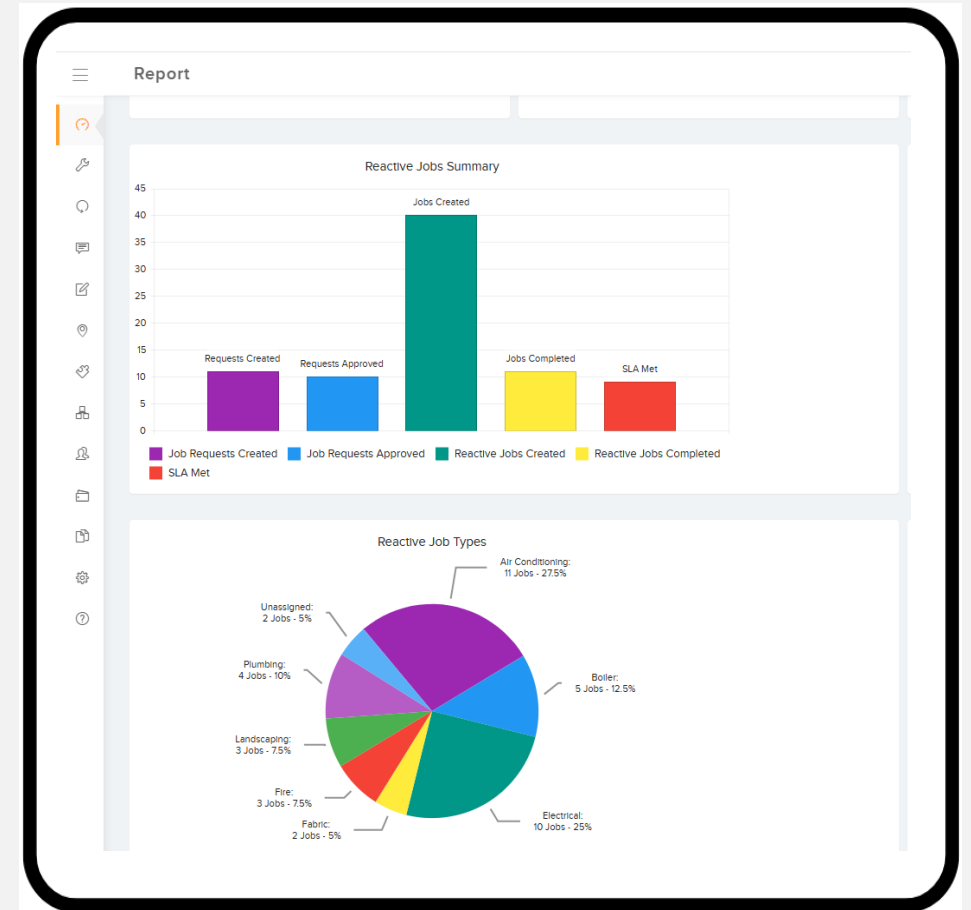 Report
Reactive Jobs Summary
45
40
35
30
25
20
15
10
5
0
Jobs Created
Requests Created
Requests Approved
Jobs Completed
SLA Met
Job Requests Created
Job Requests Approved
Reactive Jobs Created
Reactive Jobs Completed
SLA Met
Reactive Job Types
Air Conditioning:
11 Jobs - 27.5%
Unassigned:
2 Jobs - 5%
Plumbing:
4 Jobs - 10%
Boiler:
5 Jobs - 12.5%
Landscaping:
3 Jobs - 7.5%
Fire:
3 Jobs - 7.5%
Electrical:
10 Jobs - 25%
Fabric:
2 Jobs - 5%